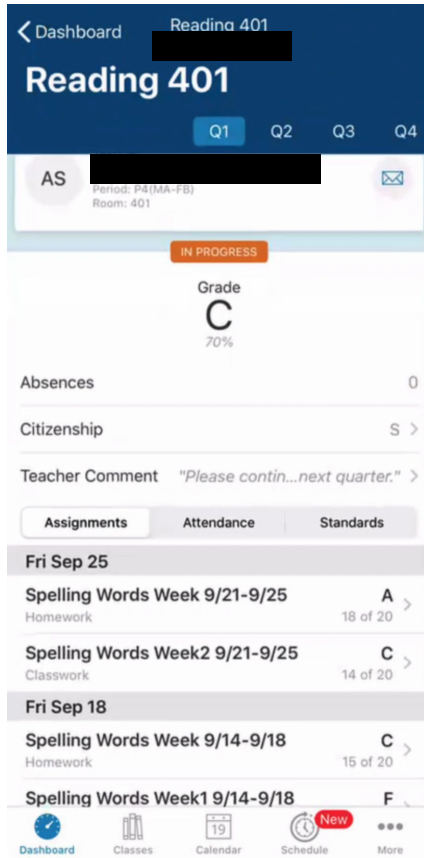 Dashboard
Reading 401
Reading 401
Q1 Q2 Q3 Q4
AS
Period: P4(MA-FB)
Room: 401
IN PROGRESS
Grade
C
70%
Absences 0
Citizenship S
Teacher Comment "Please contin...next quarter."
Assignments Attendance Standards
Fri Sep 25
Spelling Words Week 9/21-9/25 A
Homework 18 of 20
Spelling Words Week2 9/21-9/25 C
Classwork 14 of 20
Fri Sep 18
Spelling Words Week 9/14-9/18 C
Homework 15 of 20
Spelling Words Week1 9/14-9/18 F
19 New
Dashboard Classes Calendar Schedule More